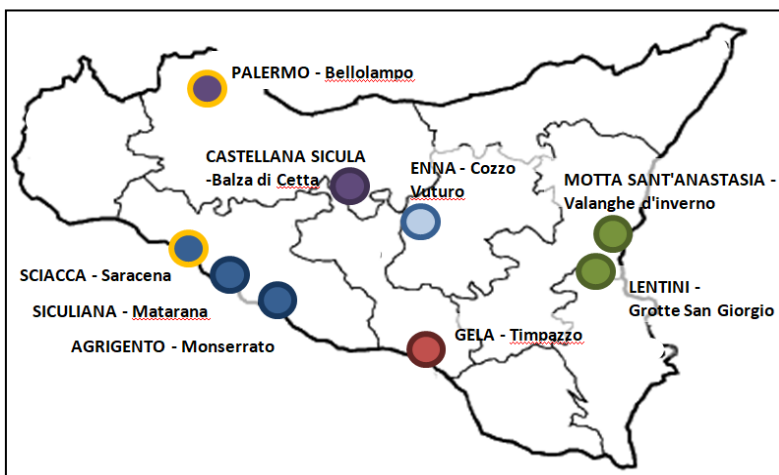 PALERMO - Bellolampo
CASTELLANA SICULA
-Balza di Cetta
ENNA - Cozzo
Vuturo
MOTTA SANT'ANASTASIA -
Valanghe d'inverno
SCIACCA - Saracena
SICULIANA - Matarana
AGRIGENTO - Monserrato
GELA - Timpazzo
LENTINI -
Grotte San Giorgio